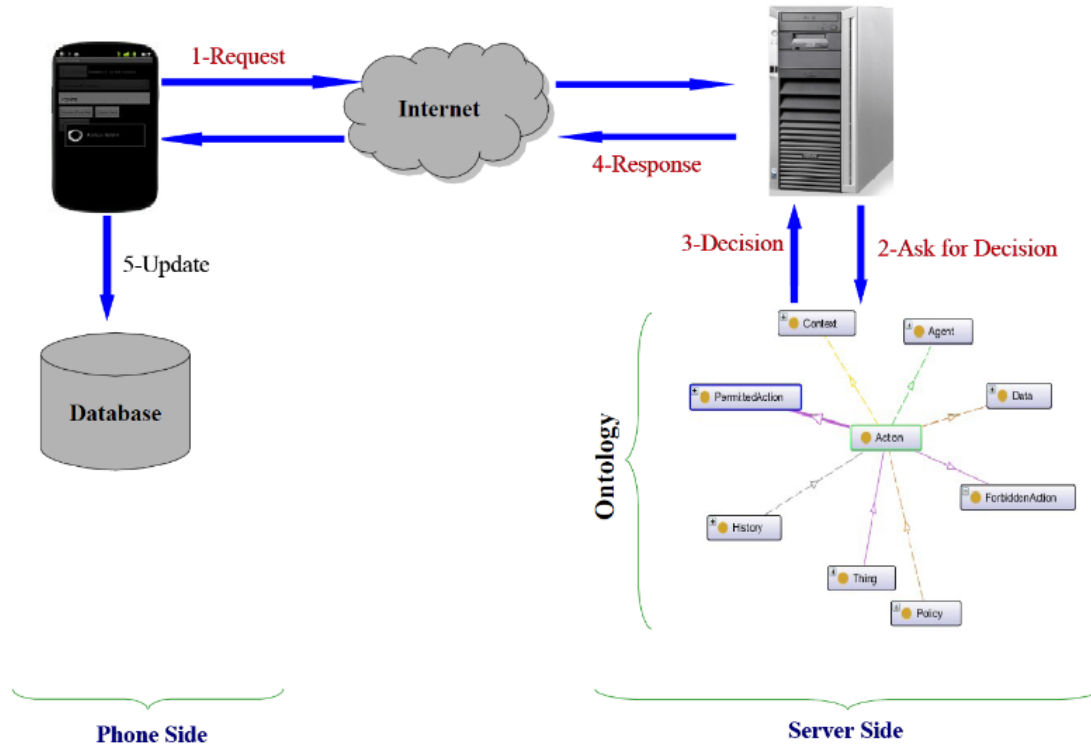 1-Request
Internet
4-Response
5-Update
Database
3-Decision
2-Ask for Decision
Ontology
Context
Agent
PermittedAction
Data
Action
ForbiddenAction
History
Thing
Policy
Phone Side
Server Side